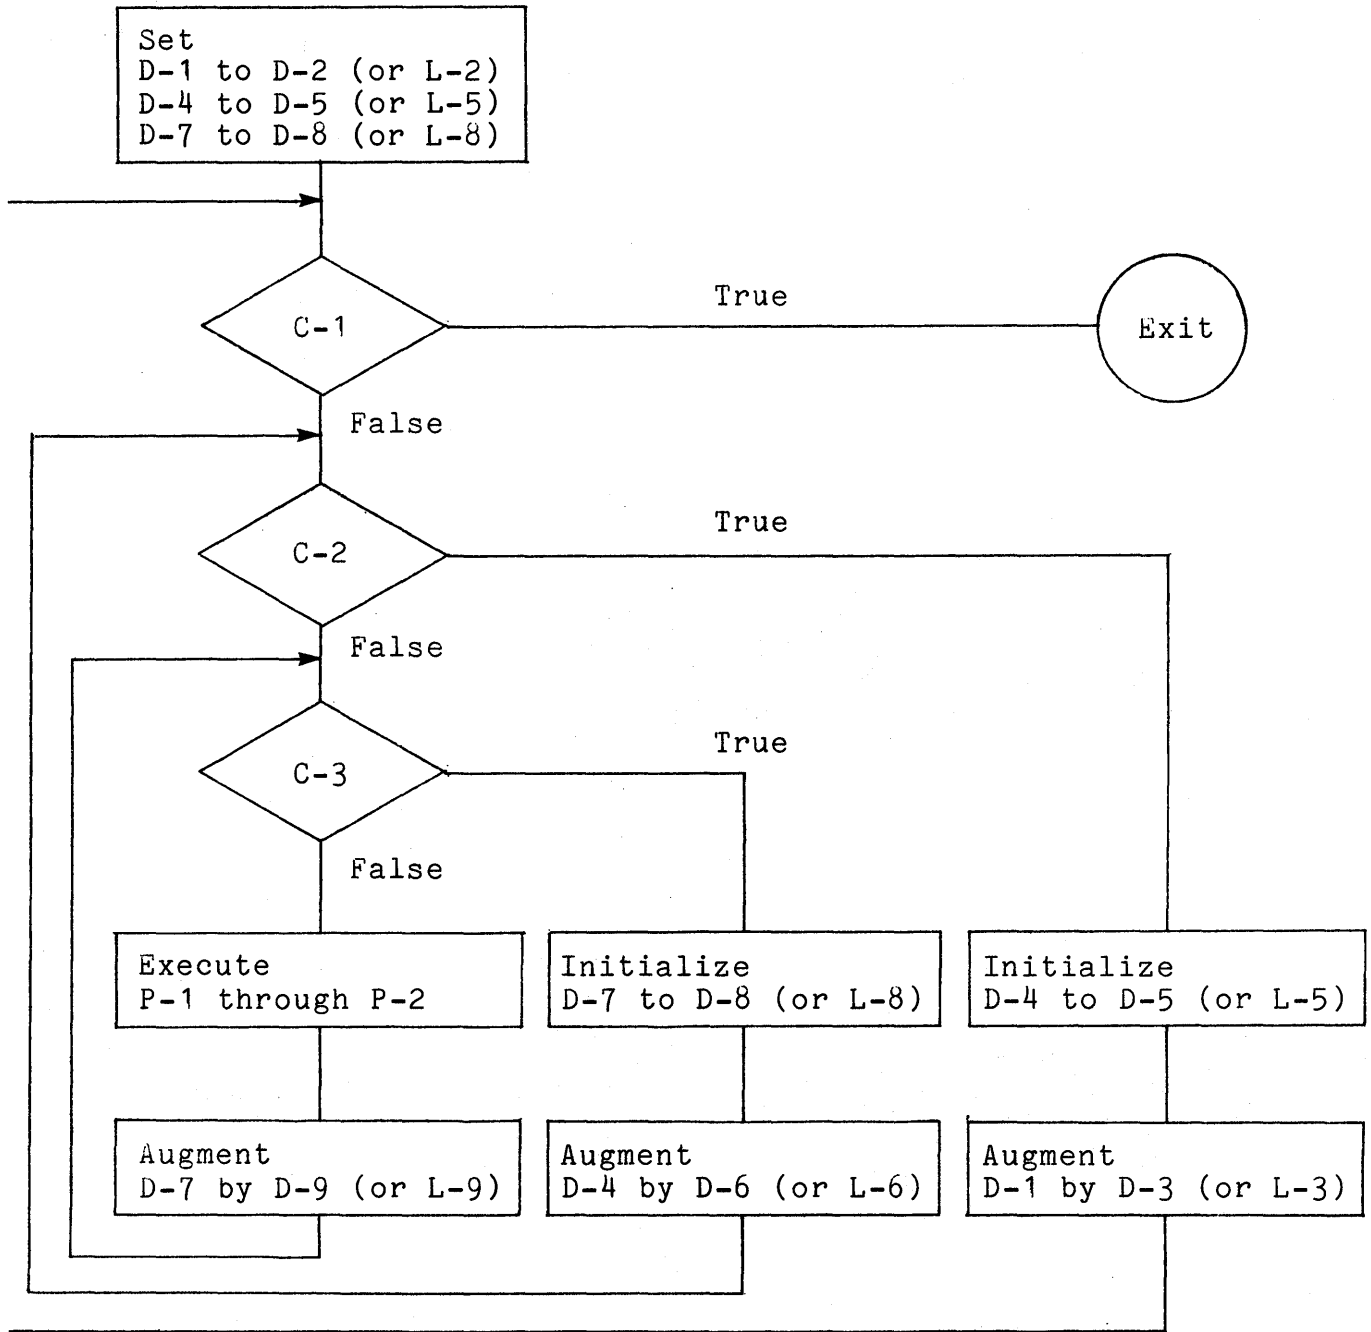 Set
D-1 to D-2 (or L-2)
D-4 to D-5 (or L-5)
D-7 to D-8 (or L-8)
C-1
True
Exit
False
C-2
True
False
C-3
True
False
Execute
P-1 through P-2
Initialize
D-7 to D-8 (or L-8)
Initialize
D-4 to D-5 (or L-5)
Augment
D-7 by D-9 (or L-9)
Augment
D-4 by D-6 (or L-6)
Augment
D-1 by D-3 (or L-3)